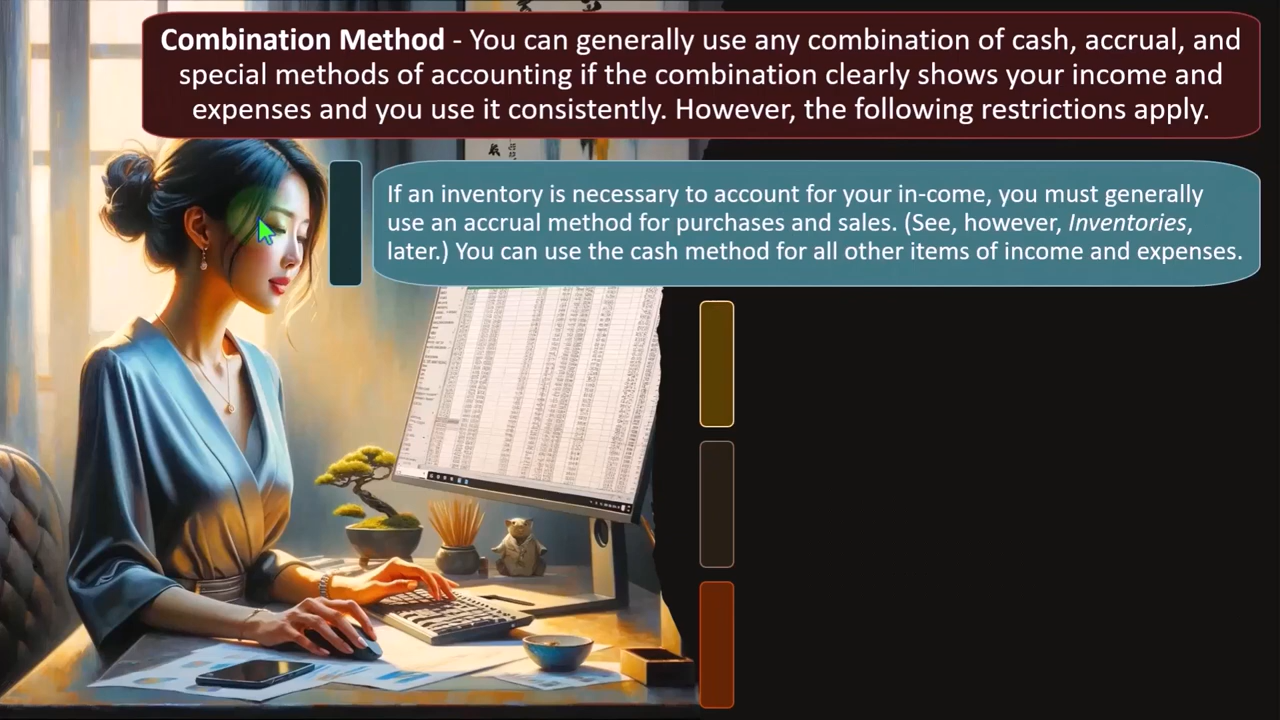 Combination Method - You can generally use any combination of cash, accrual, and
special methods of accounting if the combination clearly shows your income and
expenses and you use it consistently. However, the following restrictions apply.
If an inventory is necessary to account for your in-come, you must generally
use an accrual method for purchases and sales. (See, however, Inventories,
later.) You can use the cash method for all other items of income and expenses.